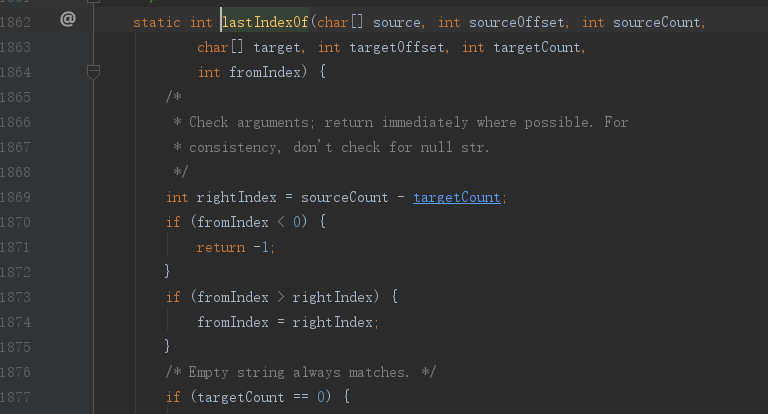 1862 @ static int lastIndexOf(char[] source, int sourceOffset, int sourceCount,
1863 char[] target, int targetOffset, int targetCount,
1864 int fromIndex) {
1865 /*
1866 * Check arguments; return immediately where possible. For
1867 * consistency, don't check for null str.
1868 */
1869 int rightIndex = sourceCount - targetCount;
1870 if (fromIndex < 0) {
1871 return -1;
1872 }
1873 if (fromIndex > rightIndex) {
1874 fromIndex = rightIndex;
1875 }
1876 /* Empty string always matches. */
1877 if (targetCount == 0) {